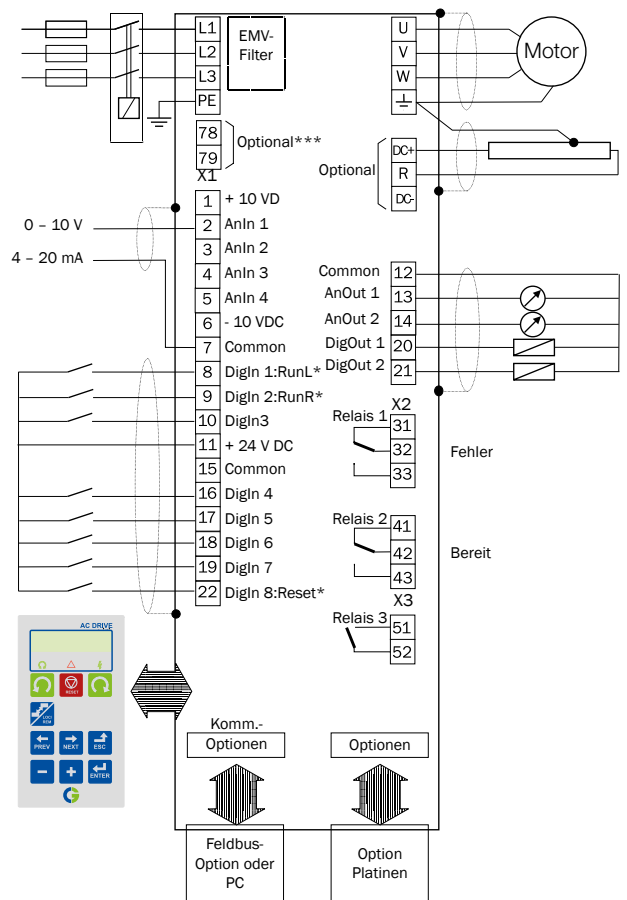 L1
L2
L3
PE
EMV-
Filter
U
V
W
Motor
78
79
Optional***
X1
DC+
R
DC-
Optional
0 – 10 V
4 – 20 mA
1 + 10 VD
2 AnIn 1
3 AnIn 2
4 AnIn 3
5 AnIn 4
6 - 10 VDC
7 Common
8 DigIn 1:RunL*
9 DigIn 2:RunR*
10 DigIn3
11 + 24 V DC
15 Common
16 DigIn 4
17 DigIn 5
18 DigIn 6
19 DigIn 7
22 DigIn 8:Reset*
Common 12
AnOut 1 13
AnOut 2 14
DigOut 1 20
DigOut 2 21
X2
Relais 1
31
32
33
Fehler
Relais 2
41
42
43
Bereit
X3
Relais 3
51
52
AC DRIVE
RESET
LOC/
REM
PREV
NEXT
ESC
ENTER
Komm.-
Optionen
Optionen
Feldbus-
Option oder
PC
Option
Platinen